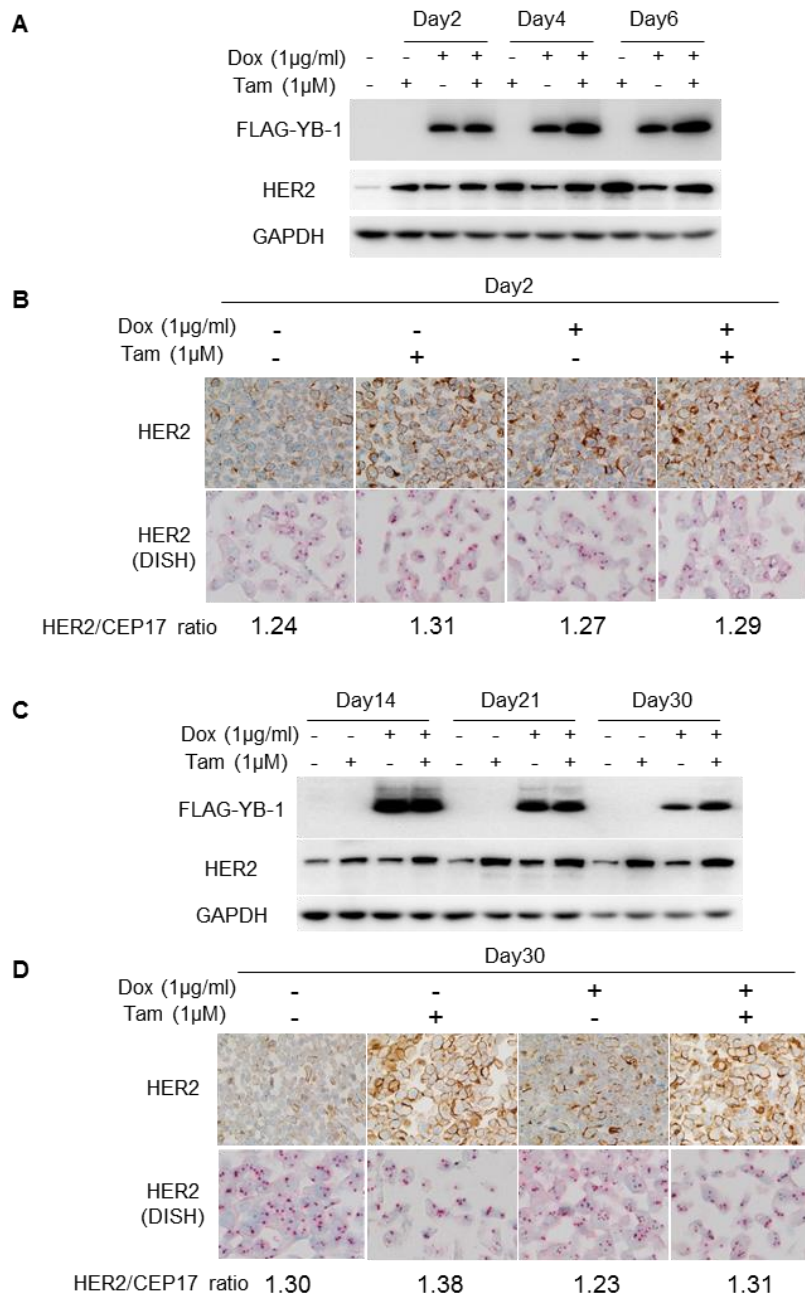 A
Day2 Day4 Day6
Dox (1µg/ml) - - + + - + + - + +
Tam (1µM) - + - + + - + + - +
FLAG-YB-1
HER2
GAPDH
B
Day2
Dox (1µg/ml) - - + +
Tam (1µM) - + - +
HER2
HER2
(DISH)
HER2/CEP17 ratio 1.24 1.31 1.27 1.29
C
Day14 Day21 Day30
Dox (1µg/ml) - - + + - - + + - - + +
Tam (1µM) - + - + - + - + - + - +
FLAG-YB-1
HER2
GAPDH
D
Day30
Dox (1µg/ml) - - + +
Tam (1µM) - + - +
HER2
HER2
(DISH)
HER2/CEP17 ratio 1.30 1.38 1.23 1.31